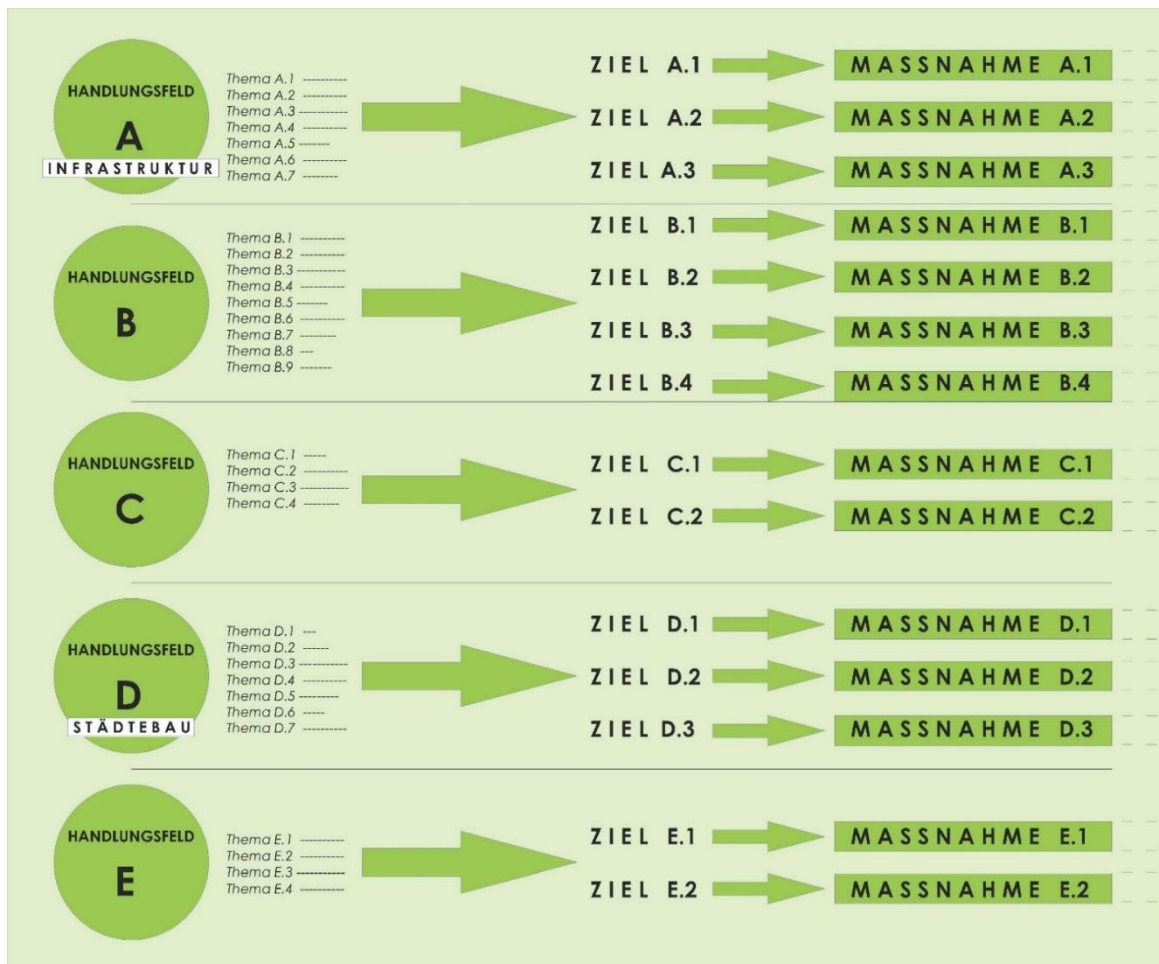 HANDLUNGSFELD
A
INFRASTRUKTUR
Thema A.1 ----------
Thema A.2 ---------
Thema A.3 -----------
Thema A.4 ----------
Thema A.5 -------
Thema A.6 ----------
Thema A.7 --------
ZIEL A.1
MASSNAHME A.1
ZIEL A.2
MASSNAHME A.2
ZIEL A.3
MASSNAHME A.3
HANDLUNGSFELD
B
Thema B.1 ----------
Thema B.2 ----------
Thema B.3 -----------
Thema B.4 ----------
Thema B.5 -------
Thema B.6 ----------
Thema B.7 --------
Thema B.8 ---
Thema B.9 -------
ZIEL B.1
MASSNAHME B.1
ZIEL B.2
MASSNAHME B.2
ZIEL B.3
MASSNAHME B.3
ZIEL B.4
MASSNAHME B.4
HANDLUNGSFELD
C
Thema C.1 -----
Thema C.2 ----------
Thema C.3 -----------
Thema C.4 --------
ZIEL C.1
MASSNAHME C.1
ZIEL C.2
MASSNAHME C.2
HANDLUNGSFELD
D
STÄDTEBAU
Thema D.1 ---
Thema D.2 ------
Thema D.3 -----------
Thema D.4 ----------
Thema D.5 ---------
Thema D.6 -----
Thema D.7 ----------
ZIEL D.1
MASSNAHME D.1
ZIEL D.2
MASSNAHME D.2
ZIEL D.3
MASSNAHME D.3
HANDLUNGSFELD
E
Thema E.1 ----------
Thema E.2 ----------
Thema E.3 -----------
Thema E.4 ----------
ZIEL E.1
MASSNAHME E.1
ZIEL E.2
MASSNAHME E.2